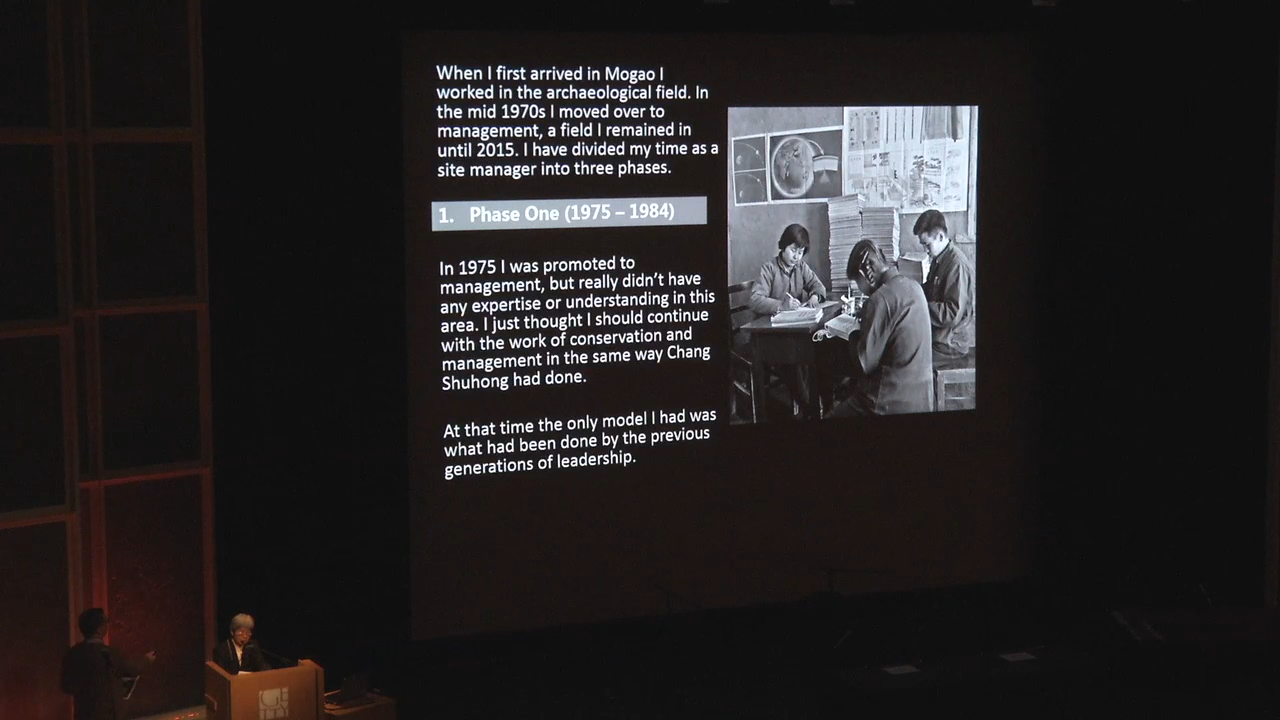 When I first arrived in Mogao I
worked in the archaeological field. In
the mid 1970s I moved over to
management, a field I remained in
until 2015. I have divided my time as a
site manager into three phases.
1. Phase One (1975 – 1984)
In 1975 I was promoted to
management, but really didn't have
any expertise or understanding in this
area. I just thought I should continue
with the work of conservation and
management in the same way Chang
Shuhong had done.
At that time the only model I had was
what had been done by the previous
generations of leadership.